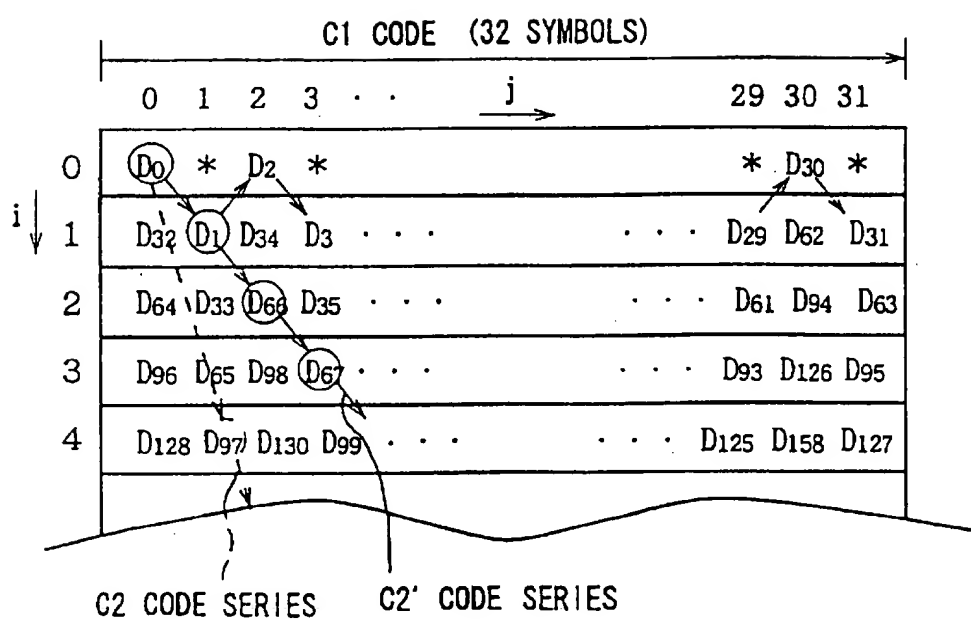 C1 CODE (32 SYMBOLS)
j
0 1 2 3 · · 29 30 31
0 D0 * D2 * * D30 *
i
1 D32 D1 D34 D3 · · · · · · D29 D62 D31
2 D64 D33 D66 D35 · · · · · · D61 D94 D63
3 D96 D65 D98 D67 · · · · · · D93 D126 D95
4 D128 D97 D130 D99 · · · · · · D125 D158 D127
C2 CODE SERIES C2' CODE SERIES